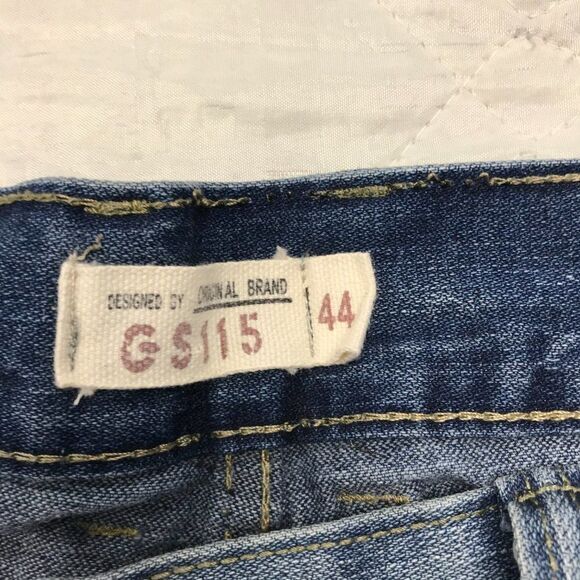 DESIGNED BY ORIGINAL BRAND
GS115 44